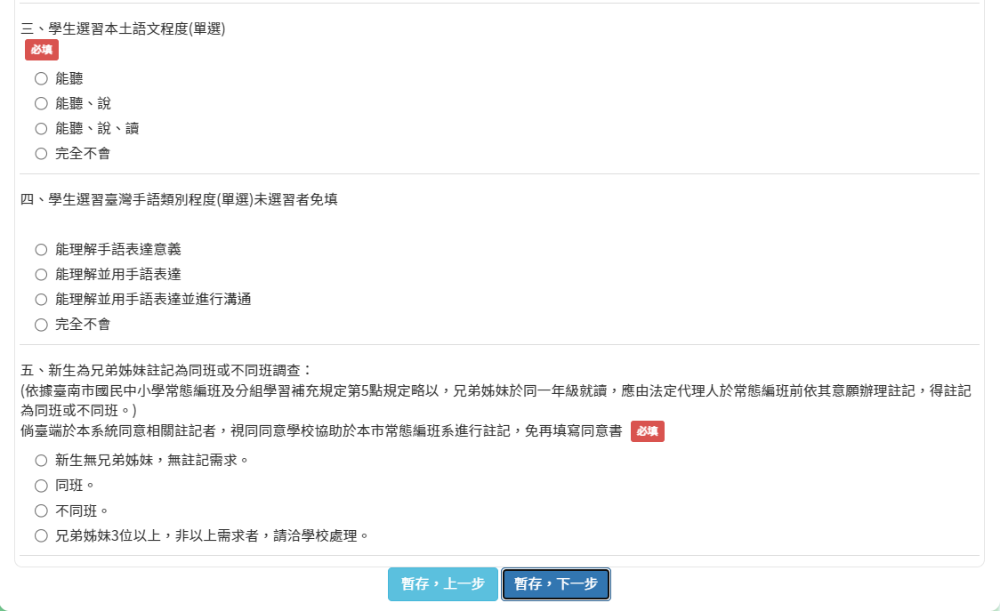 三、學生選習本土語文程度(單選)
必填
能聽
能聽、說
能聽、說、讀
完全不會
四、學生選習臺灣手語類別程度(單選)未選習者免填
能理解手語表達意義
能理解並用手語表達
能理解並用手語表達並進行溝通
完全不會
五、新生為兄弟姊妹註記為同班或不同班調查：
(依據臺南市國民中小學常態編班及分組學習補充規定第5點規定略以，兄弟姊妹於同一年級就讀，應由法定代理人於常態編班前依其意願辦理註記，得註記
為同班或不同班。)
倘臺端於本系統同意相關註記者，視同同意學校協助於本市常態編班系進行註記，免再填寫同意書 必填
新生無兄弟姊妹，無註記需求。
同班。
不同班。
兄弟姊妹3位以上，非以上需求者，請洽學校處理。
暫存，上一步 暫存，下一步